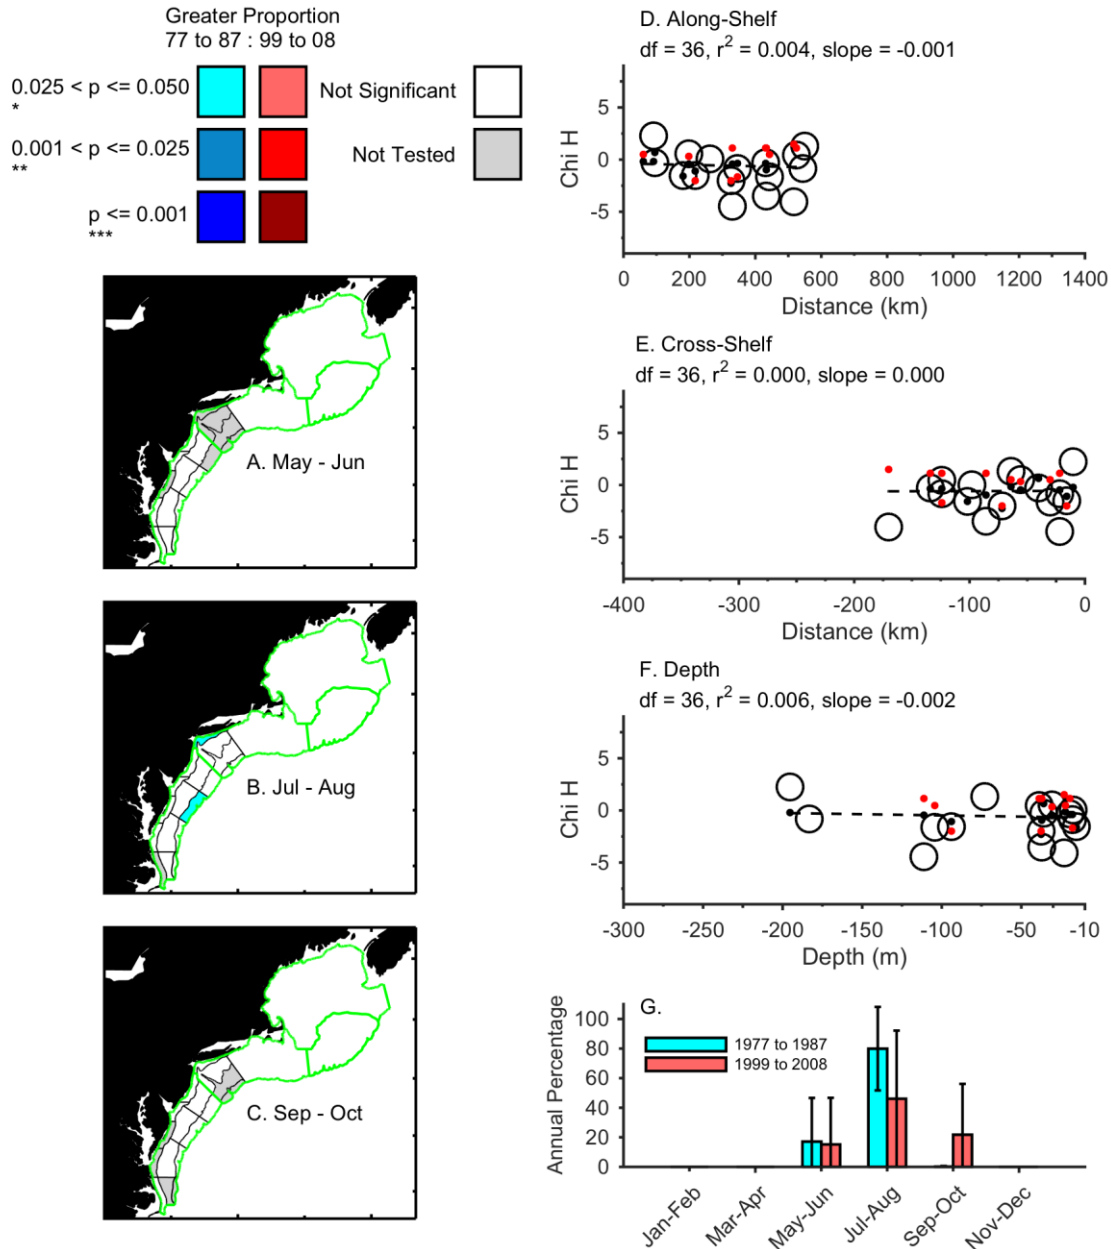 Greater Proportion
77 to 87 : 99 to 08
0.025 < p <= 0.050
*
0.001 < p <= 0.025
**
p <= 0.001
***
Not Significant
Not Tested
A. May - Jun
B. Jul - Aug
C. Sep - Oct
D. Along-Shelf
df = 36, r² = 0.004, slope = -0.001
Chi H
5
0
-5
0 200 400 600 800 1000 1200 1400
Distance (km)
E. Cross-Shelf
df = 36, r² = 0.000, slope = 0.000
Chi H
5
0
-5
-400 -300 -200 -100 0
Distance (km)
F. Depth
df = 36, r² = 0.006, slope = -0.002
Chi H
5
0
-5
-300 -250 -200 -150 -100 -50 -10
Depth (m)
G.
Annual Percentage
100
80
60
40
20
0
1977 to 1987
1999 to 2008
Jan-Feb
Mar-Apr
May-Jun
Jul-Aug
Sep-Oct
Nov-Dec